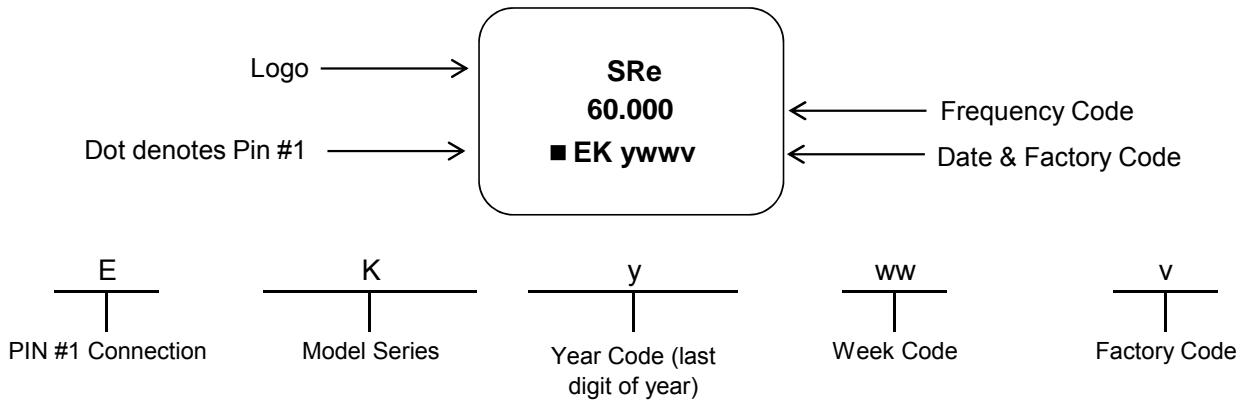 Logo
SRe
60.000
Frequency Code
Dot denotes Pin #1
■ EK ywwv
Date & Factory Code
E
K
y
ww
v
PIN #1 Connection
Model Series
Year Code (last
digit of year)
Week Code
Factory Code